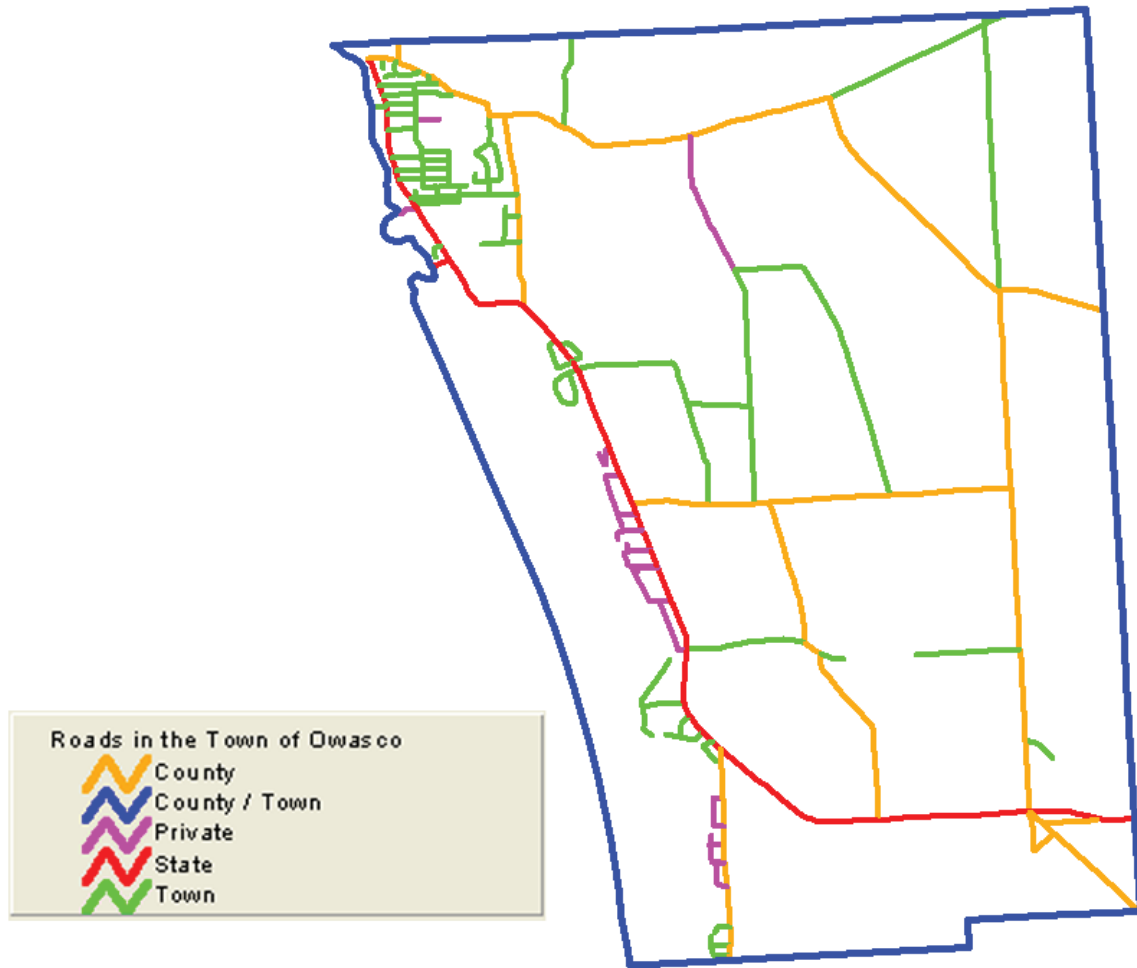 Roads in the Town of Owasco
County
County / Town
Private
State
Town